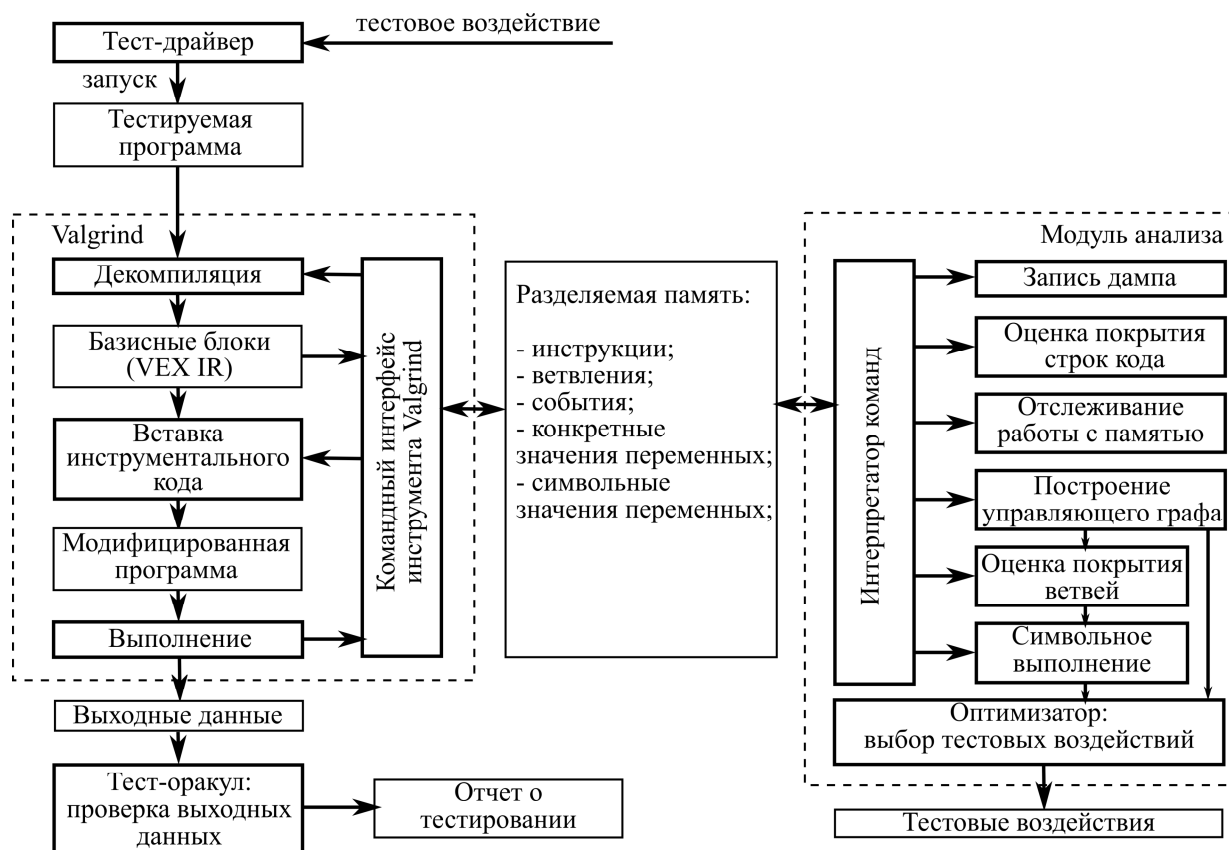 тестовое воздействие
Тест-драйвер
запуск
Тестируемая
программа
Valgrind
Декомпиляция
Базисные блоки
(VEX IR)
Вставка
инструментального
кода
Модифицированная
программа
Выполнение
Командный интерфейс
инструмента Valgrind
Выходные данные
Тест-оракул:
проверка выходных
данных
Отчет о
тестировании
Разделяемая память:
- инструкции;
- ветвления;
- события;
- конкретные
значения переменных;
- символьные
значения переменных;
Модуль анализа
Интерпретатор команд
Запись дампа
Оценка покрытия
строк кода
Отслеживание
работы с памятью
Построение
управляющего графа
Оценка покрытия
ветвей
Символьное
выполнение
Оптимизатор:
выбор тестовых воздействий
Тестовые воздействия